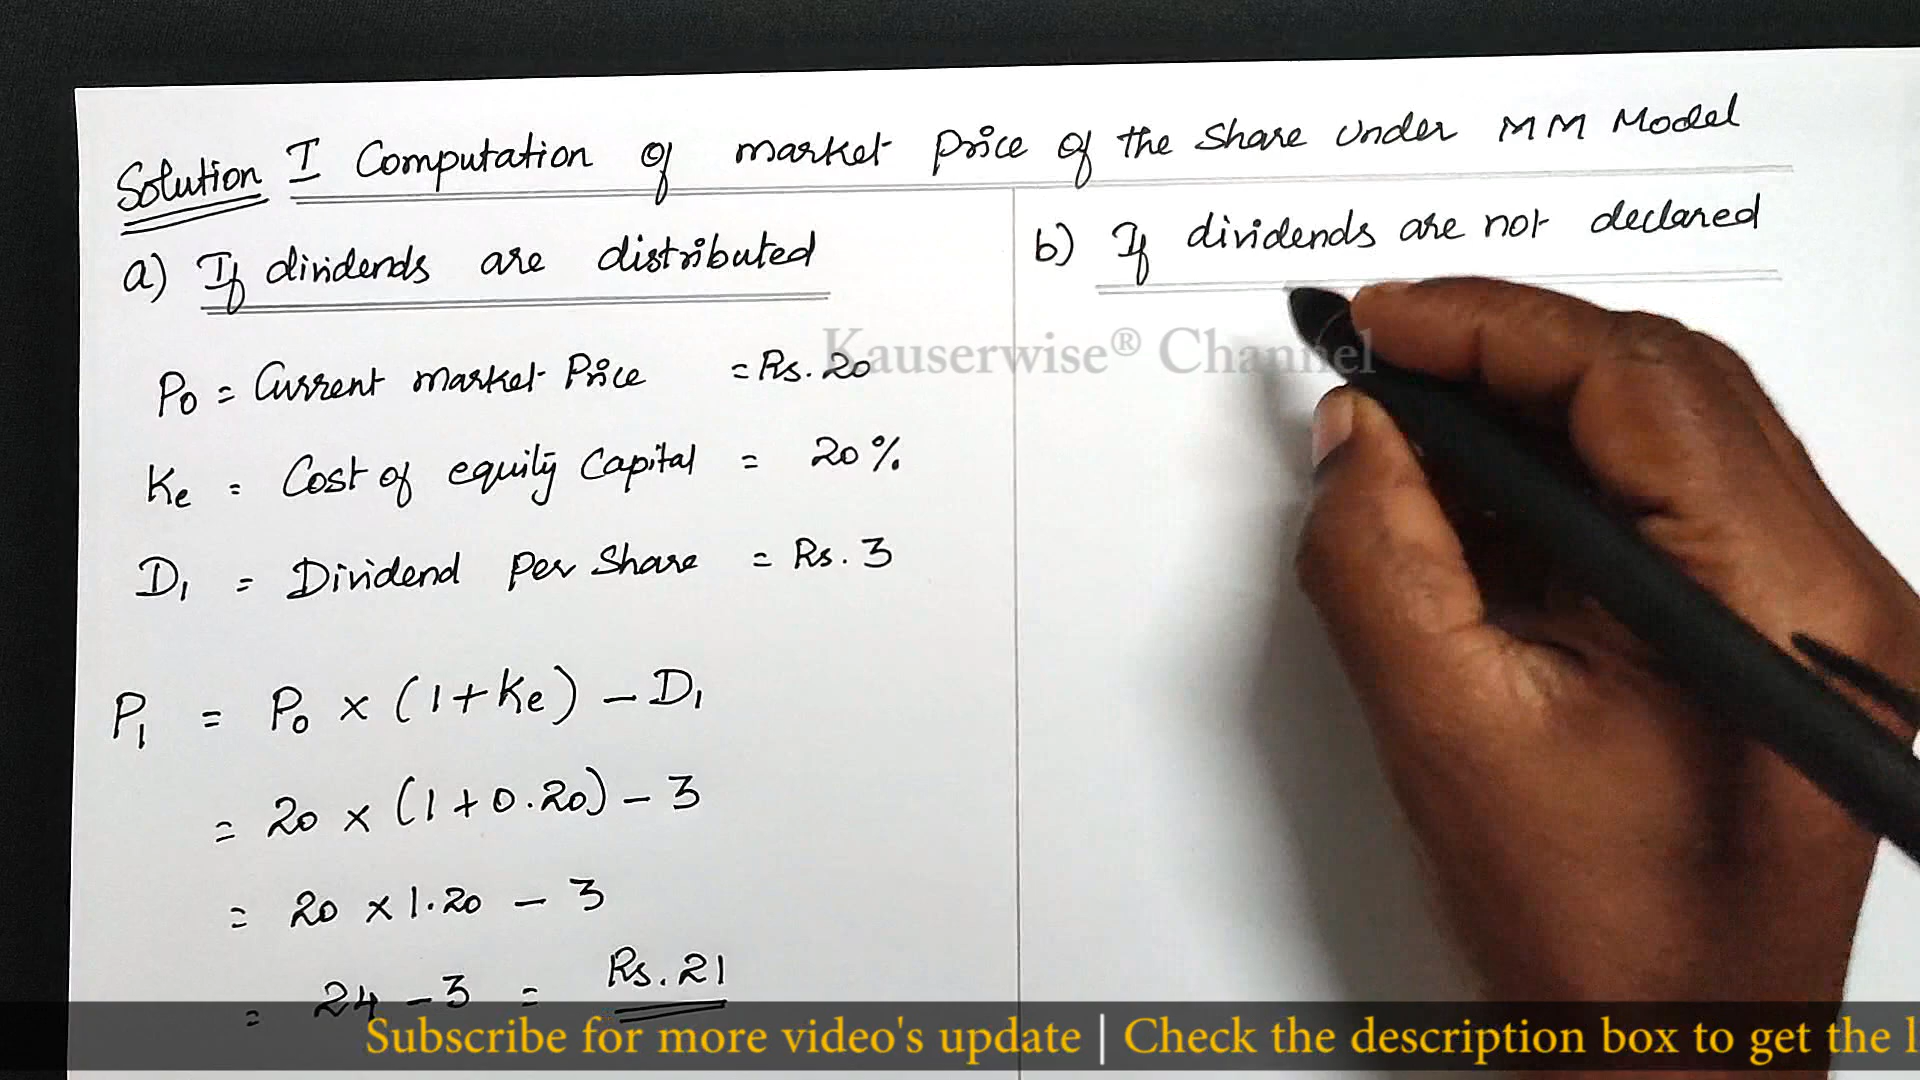 Solution I Computation of market price of the share under MM Model
a) If dividends are distributed
P0 = Current market Price = Rs. 20
Ke = Cost of equity Capital = 20%
D1 = Dividend Per Share = Rs. 3
P1 = P0 × (1+Ke) – D1
= 20 × (1+0.20) – 3
= 20 × 1.20 – 3
= 24 – 3 = Rs. 21
b) If dividends are not declared
Kauserwise® Channel
Subscribe for more video's update | Check the description box to get the l